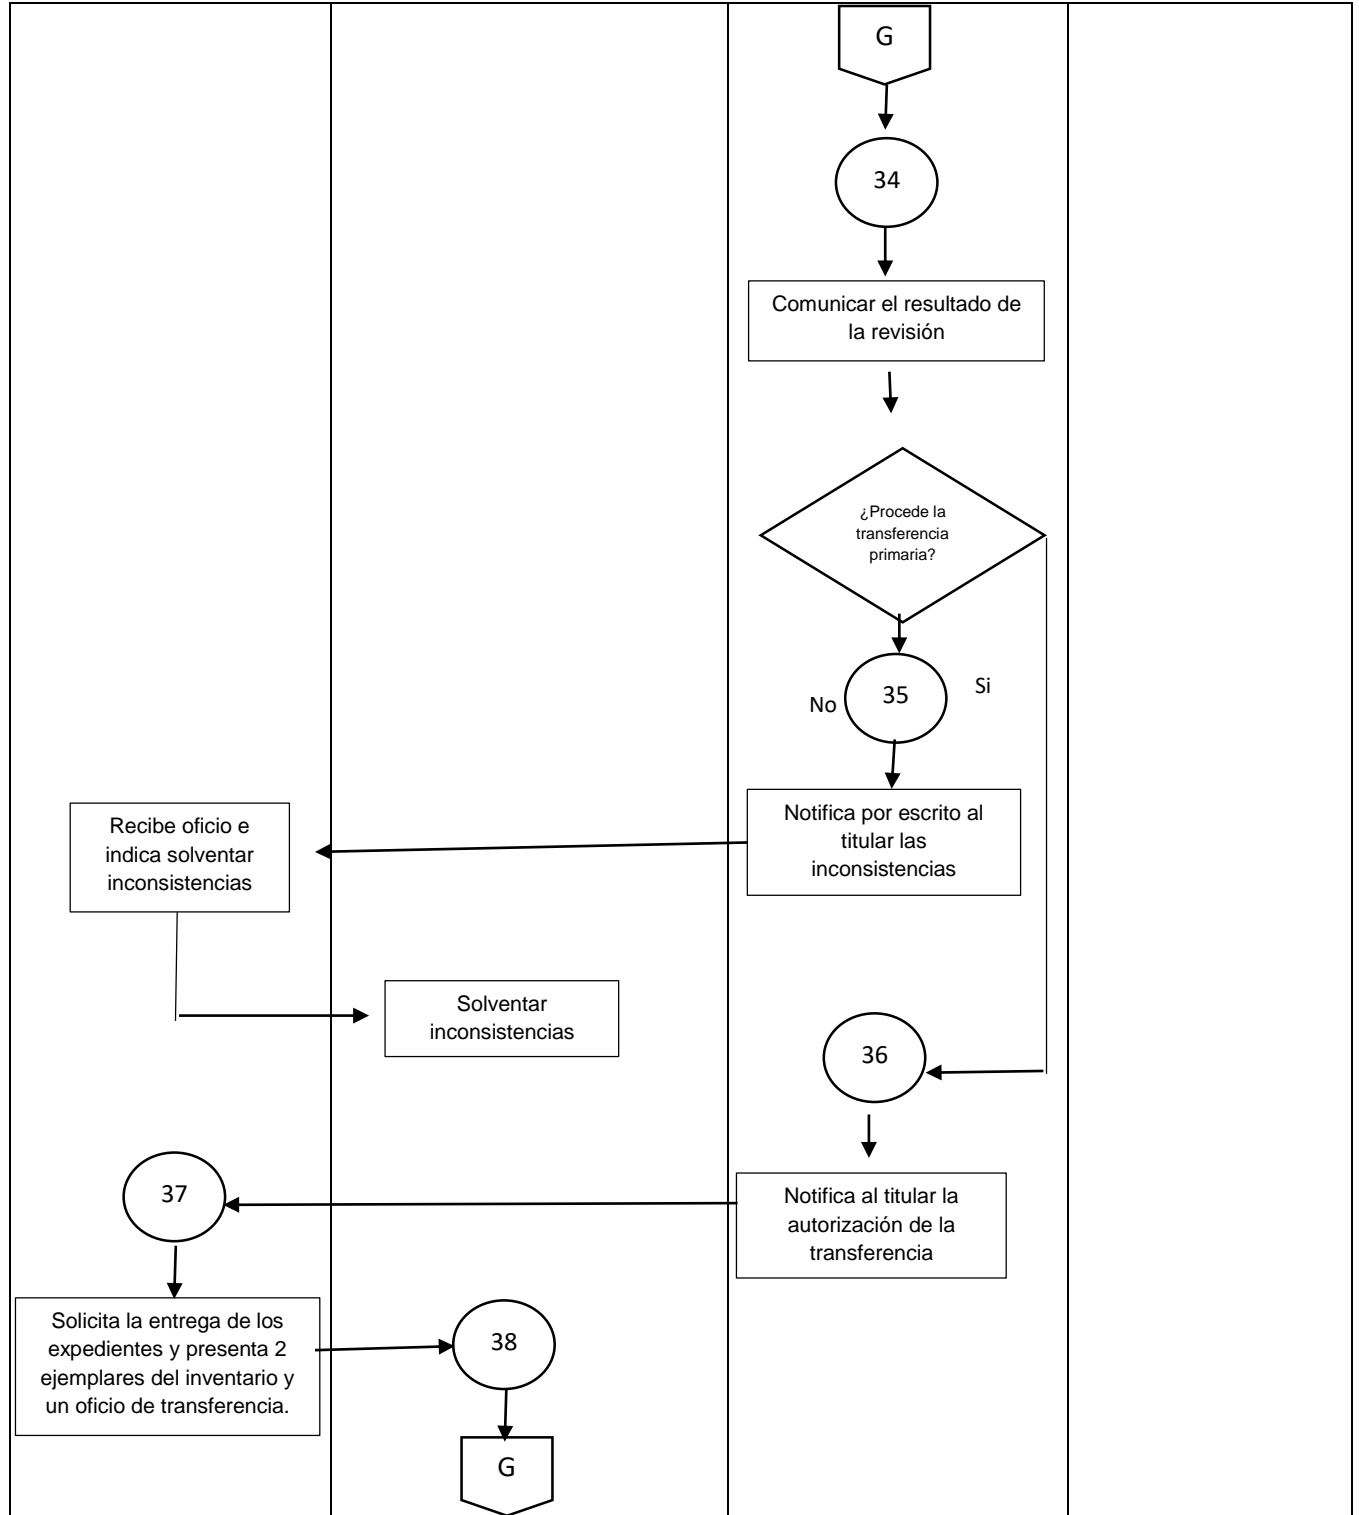 G
34
Comunicar el resultado de
la revisión
¿Procede la
transferencia
primaria?
35
Si
No
Notifica por escrito al
titular las
inconsistencias
Recibe oficio e
indica solventar
inconsistencias
Solventar
inconsistencias
36
Notifica al titular la
autorización de la
transferencia
37
Solicita la entrega de los
expedientes y presenta 2
ejemplares del inventario y
un oficio de transferencia.
38
G